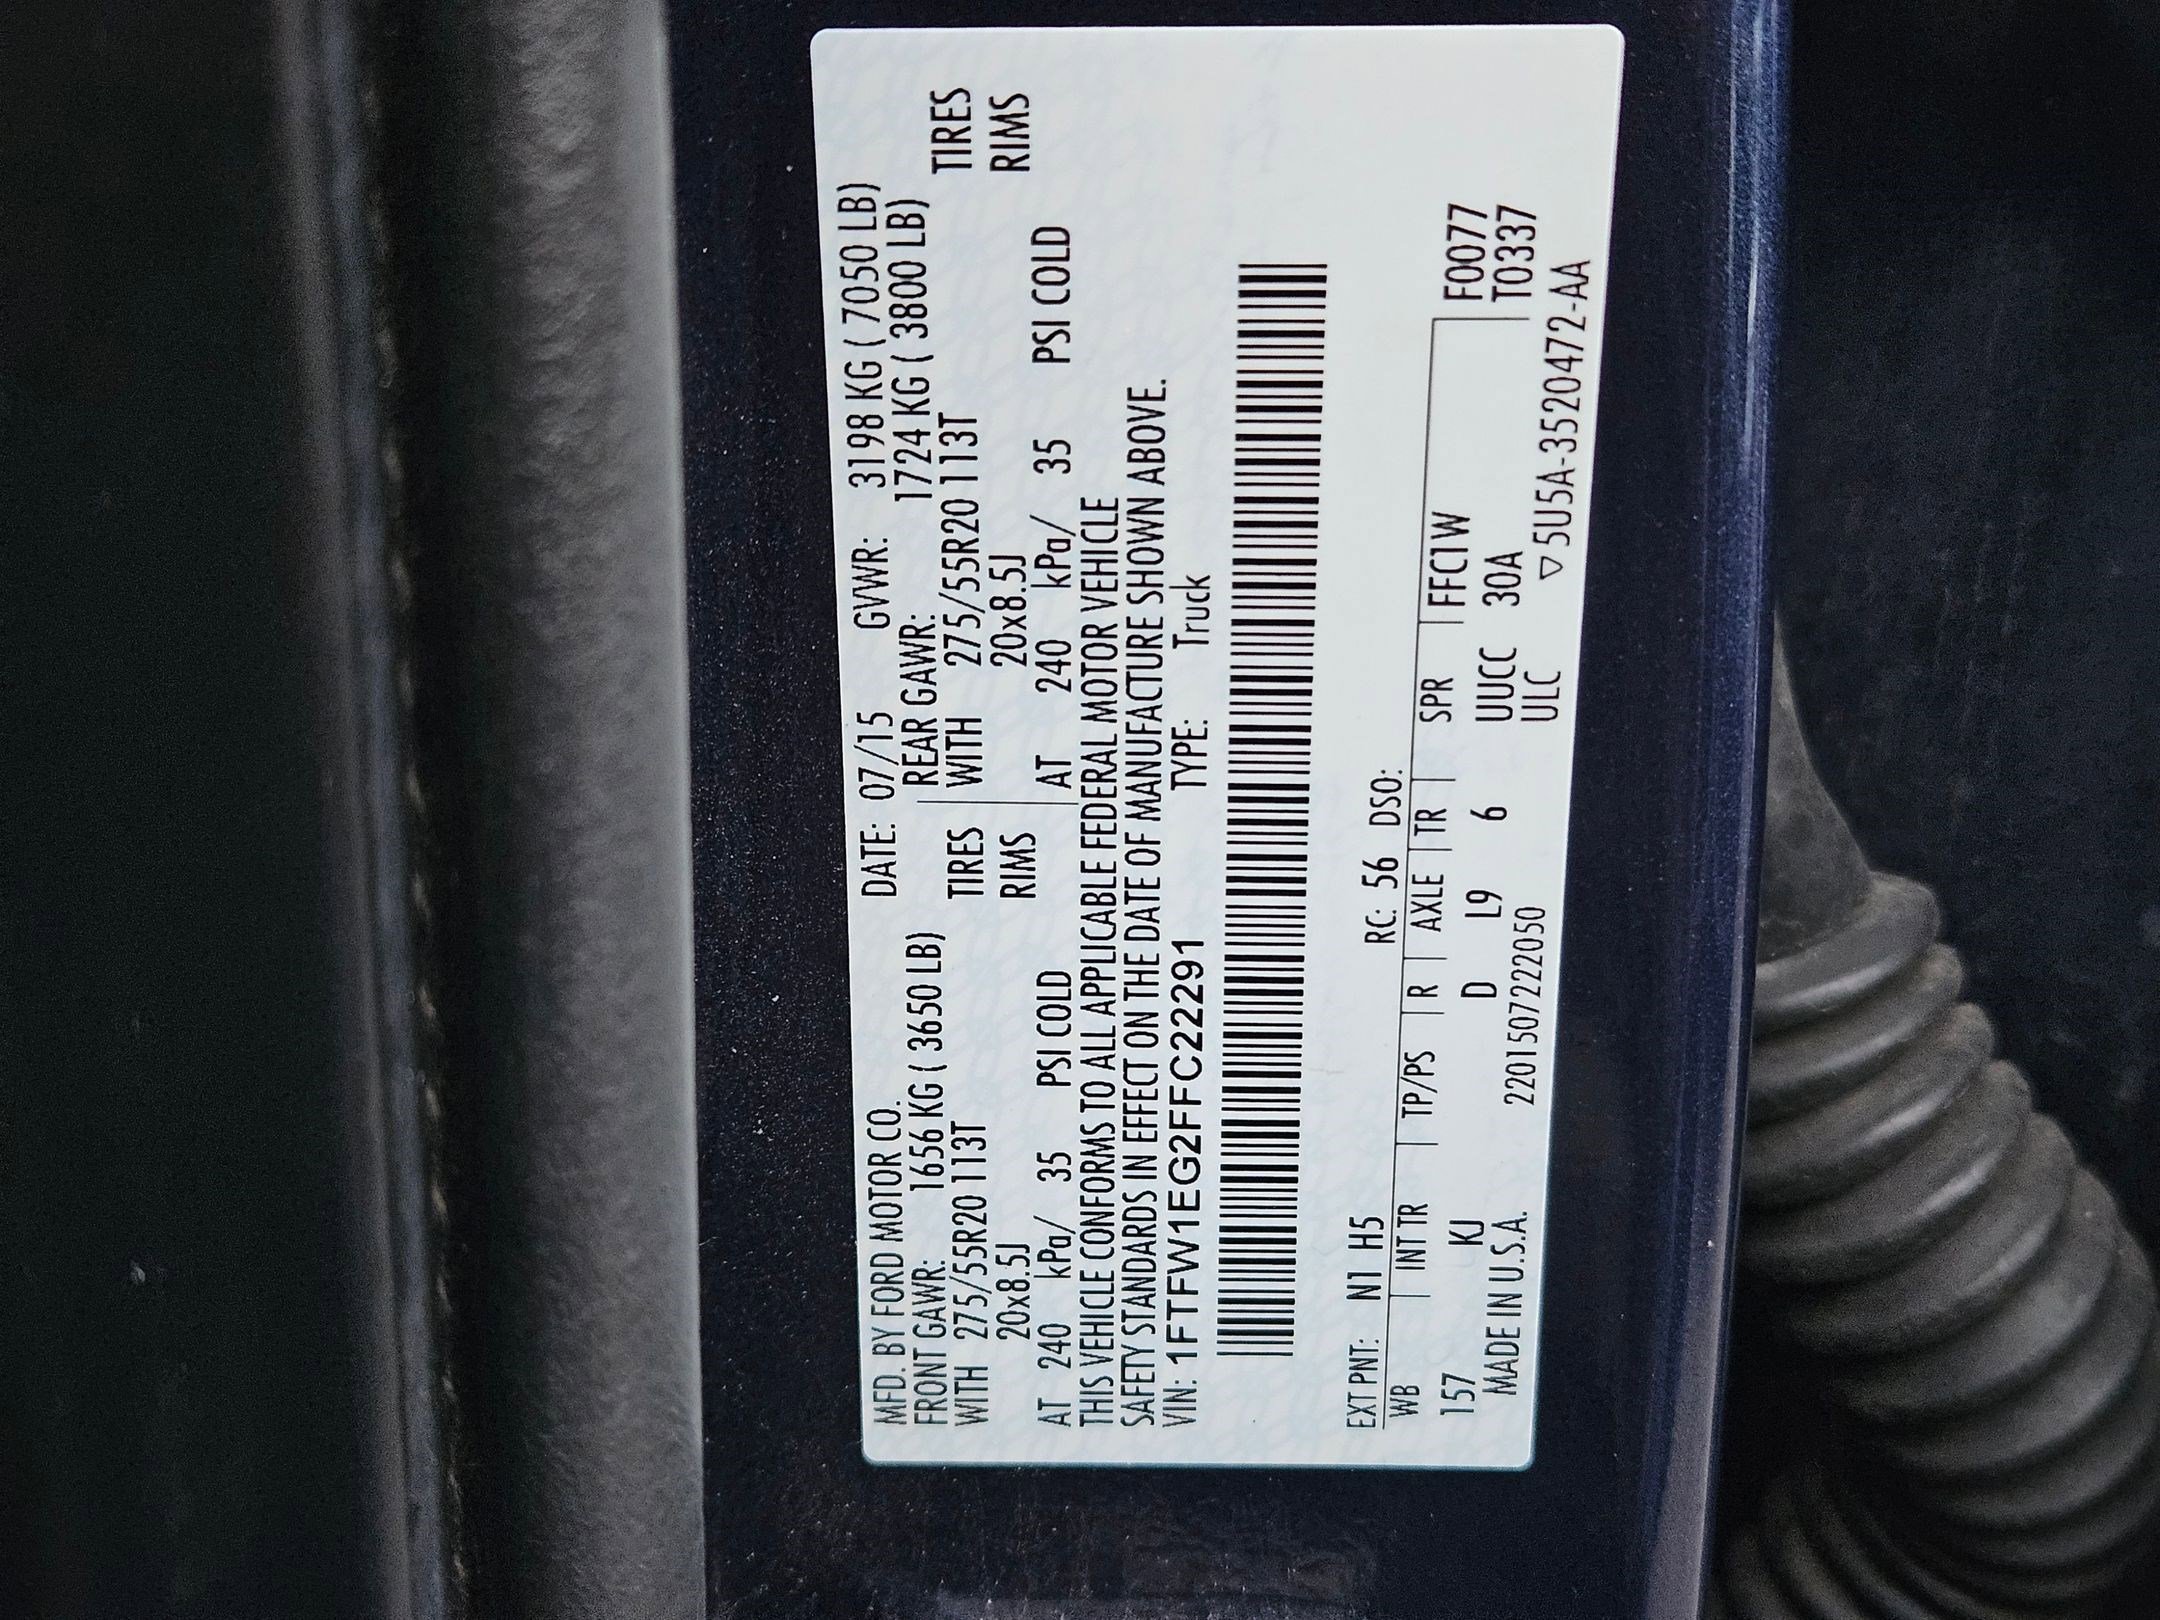 MFD. BY FORD MOTOR CO. DATE: 07/15 GVWR: 3198 KG ( 7050 LB)
FRONT GAWR: 1656 KG ( 3650 LB) REAR GAWR: 1724 KG ( 3800 LB)
WITH 275/55R20 113T TIRES WITH 275/55R20 113T TIRES
20x8.5J RIMS 20x8.5J RIMS
AT 240 kPa/ 35 PSI COLD AT 240 kPa/ 35 PSI COLD
THIS VEHICLE CONFORMS TO ALL APPLICABLE FEDERAL MOTOR VEHICLE
SAFETY STANDARDS IN EFFECT ON THE DATE OF MANUFACTURE SHOWN ABOVE.
VIN: 1FTFW1EG2FFC22291 TYPE: Truck
EXT PNT: N1 H5 RC: 56 DSO:
WB INT TR TP/PS R AXLE TR SPR FFC1W F0077
157 KJ D L9 6 UUCC 30A T0337
MADE IN U.S.A. 2201507222050 ULC ▽5U5A-3520472-AA